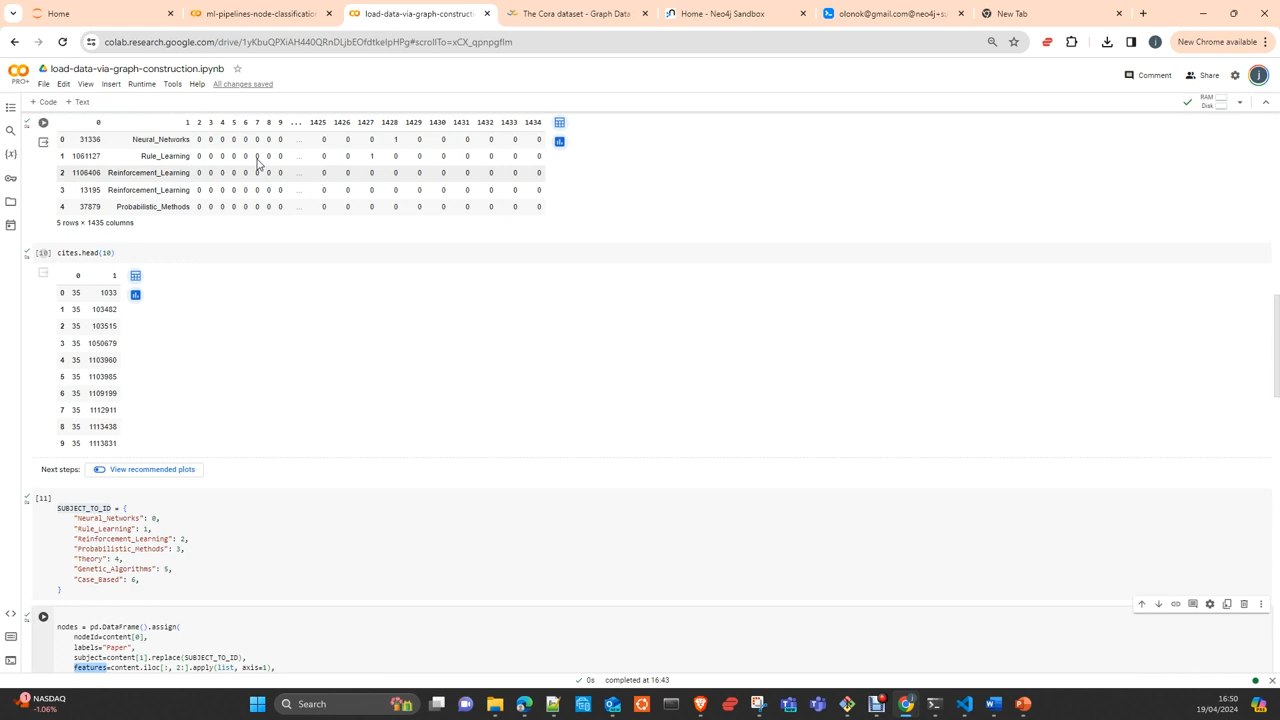 Home
ml-pipelines-node-classification
load-data-via-graph-construction
The Cora dataset - Graph Data
Home - Neo4j Sandbox
olonok@gmail.com@neo4j+s
New Tab
colab.research.google.com/drive/1yKbuQPXiAH440QRnDLjbEOfdtkeIpHPg#scrollTo=xCX_qpnpgflm
New Chrome available
load-data-via-graph-construction.ipynb
PRO+
File Edit View Insert Runtime Tools Help All changes saved
Comment
Share
+ Code + Text
RAM
Disk
0 1 2 3 4 5 6 7 8 9 ... 1425 1426 1427 1428 1429 1430 1431 1432 1433 1434
0 31336 Neural_Networks 0 0 0 0 0 0 0 0 ... 0 0 0 1 0 0 0 0 0 0
1 1061127 Rule_Learning 0 0 0 0 0 0 0 0 ... 0 0 1 0 0 0 0 0 0 0
2 1106406 Reinforcement_Learning 0 0 0 0 0 0 0 0 ... 0 0 0 0 0 0 0 0 0 0
3 13195 Reinforcement_Learning 0 0 0 0 0 0 0 0 ... 0 0 0 0 0 0 0 0 0 0
4 37879 Probabilistic_Methods 0 0 0 0 0 0 0 0 ... 0 0 0 0 0 0 0 0 0 0
5 rows × 1435 columns
[10] cites.head(10)
0 1
0 35 1033
1 35 103482
2 35 103515
3 35 1050679
4 35 1103960
5 35 1103985
6 35 1109199
7 35 1112911
8 35 1113438
9 35 1113831
Next steps: View recommended plots
[11]
SUBJECT_TO_ID = {
"Neural_Networks": 0,
"Rule_Learning": 1,
"Reinforcement_Learning": 2,
"Probabilistic_Methods": 3,
"Theory": 4,
"Genetic_Algorithms": 5,
"Case_Based": 6,
}
nodes = pd.DataFrame().assign(
nodeId=content[0],
labels="Paper",
subject=content[1].replace(SUBJECT_TO_ID),
features=content.iloc[:, 2:].apply(list, axis=1),
0s completed at 16:43
NASDAQ
-1.06%
Search
16:50
19/04/2024